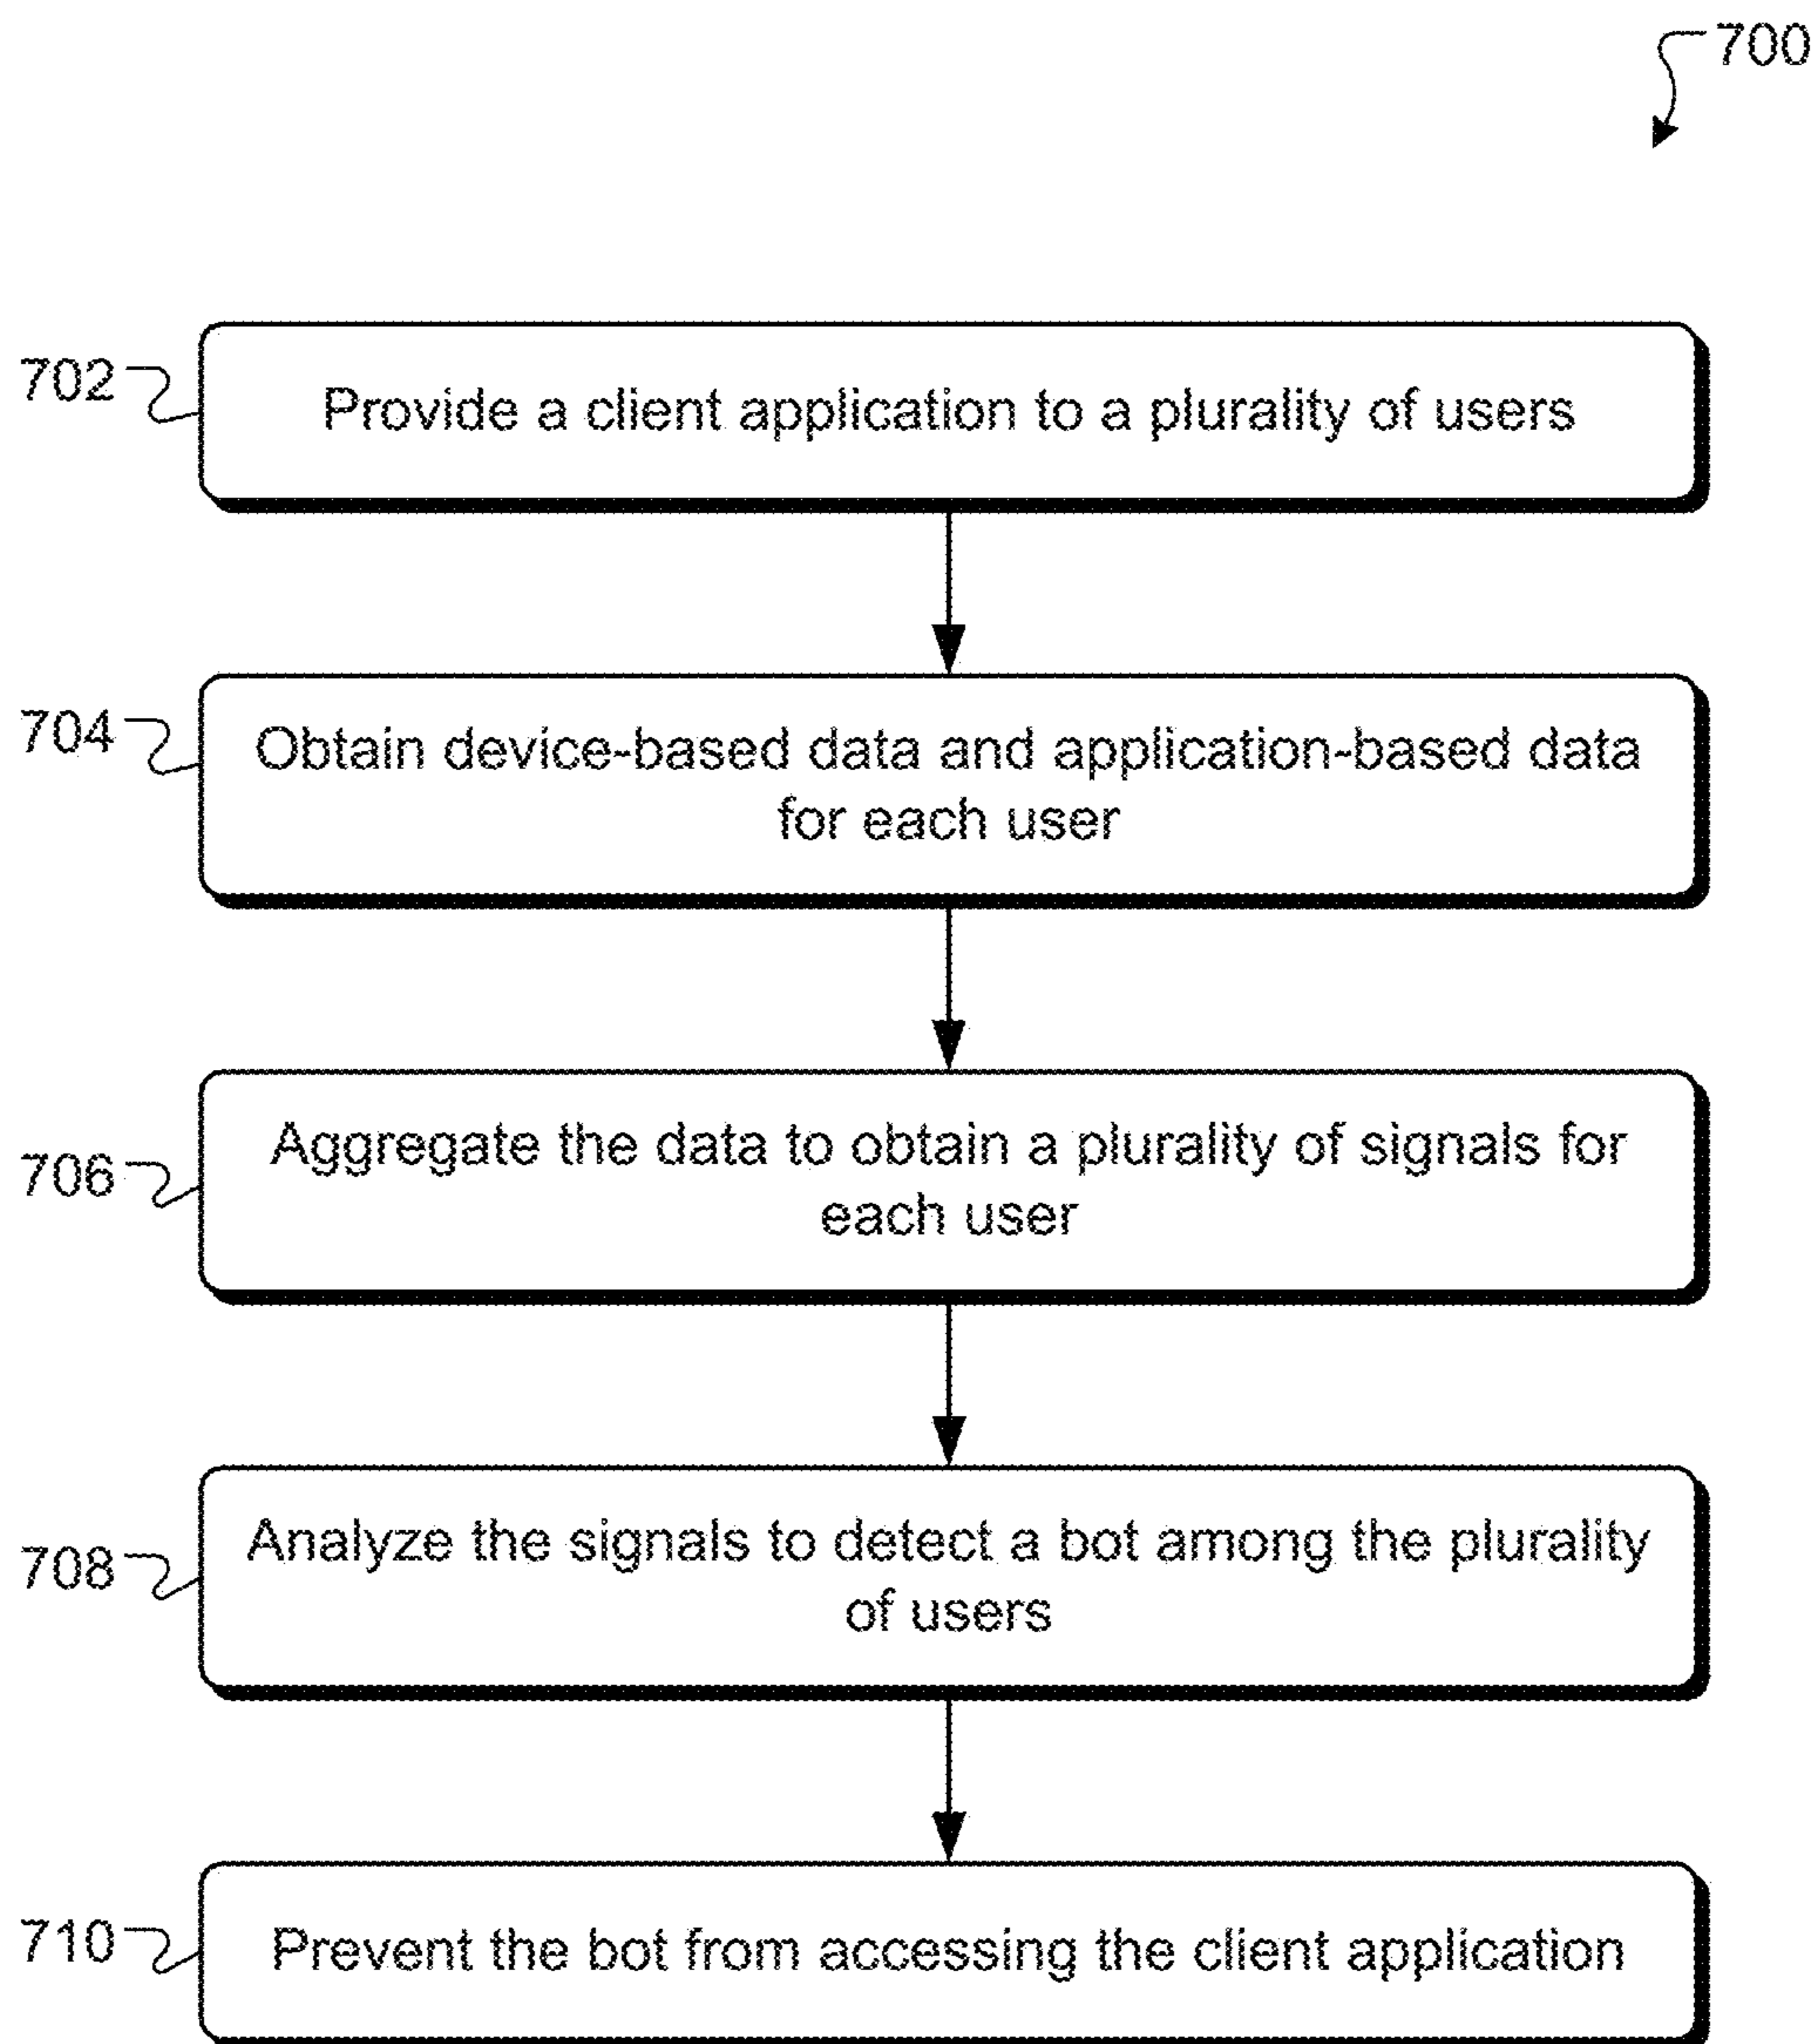 700
702
Provide a client application to a plurality of users
704
Obtain device-based data and application-based data
for each user
706
Aggregate the data to obtain a plurality of signals for
each user
708
Analyze the signals to detect a bot among the plurality
of users
710
Prevent the bot from accessing the client application